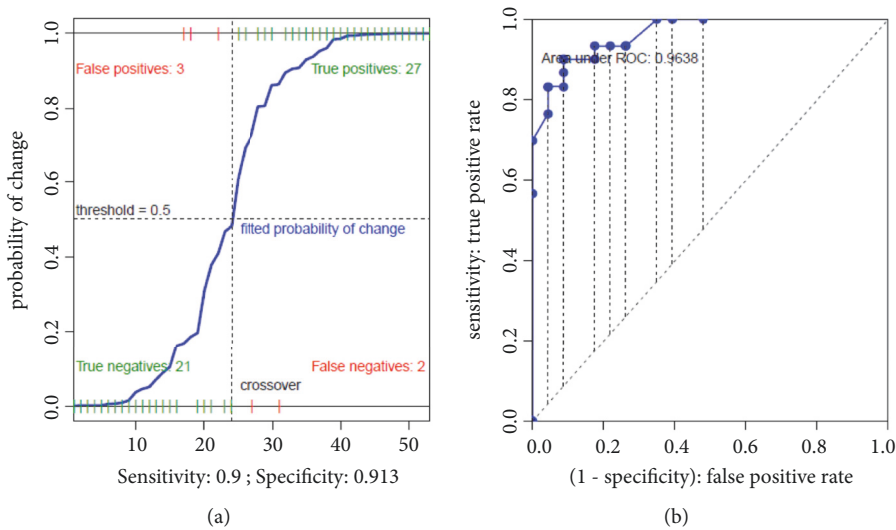 probability of change
1.0
0.8
0.6
0.4
0.2
0.0
False positives: 3
True positives: 27
threshold = 0.5
fitted probability of change
True negatives: 21
False negatives: 2
crossover
10
20
30
40
50
Sensitivity: 0.9 ; Specificity: 0.913
(a)
sensitivity: true positive rate
1.0
0.8
0.6
0.4
0.2
0.0
Area under ROC: 0.9638
0.0
0.2
0.4
0.6
0.8
1.0
(1 - specificity): false positive rate
(b)